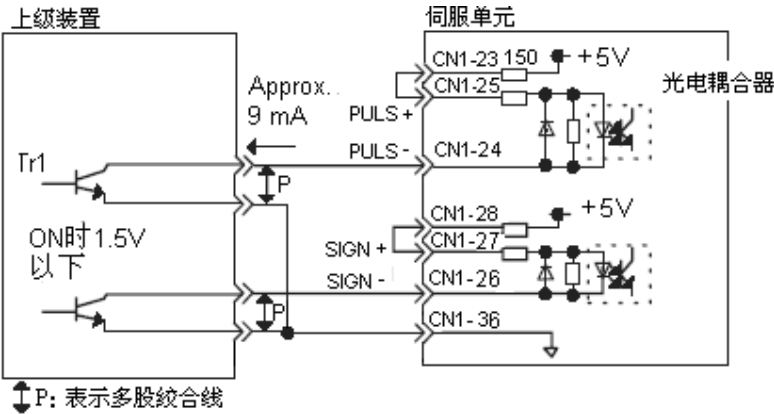 上级装置
伺服单元
CN1-23 150 +5V
CN1-25
光电耦合器
Approx.
9 mA
PULS +
PULS -
CN1-24
Tr1
P
CN1-28
+5V
CN1-27
ON时1.5V
以下
SIGN +
SIGN -
CN1-26
P
CN1-36
P: 表示多股绞合线